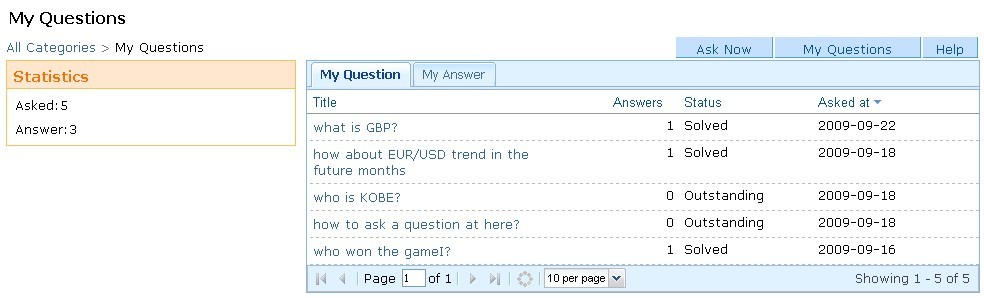 My Questions
All Categories > My Questions
Ask Now My Questions Help
Statistics
Asked:5
Answer:3
My Question My Answer
Title Answers Status Asked at
what is GBP? 1 Solved 2009-09-22
how about EUR/USD trend in the 1 Solved 2009-09-18
future months
who is KOBE? 0 Outstanding 2009-09-18
how to ask a question at here? 0 Outstanding 2009-09-18
who won the gameI? 1 Solved 2009-09-16
Page 1 of 1 10 per page Showing 1 - 5 of 5